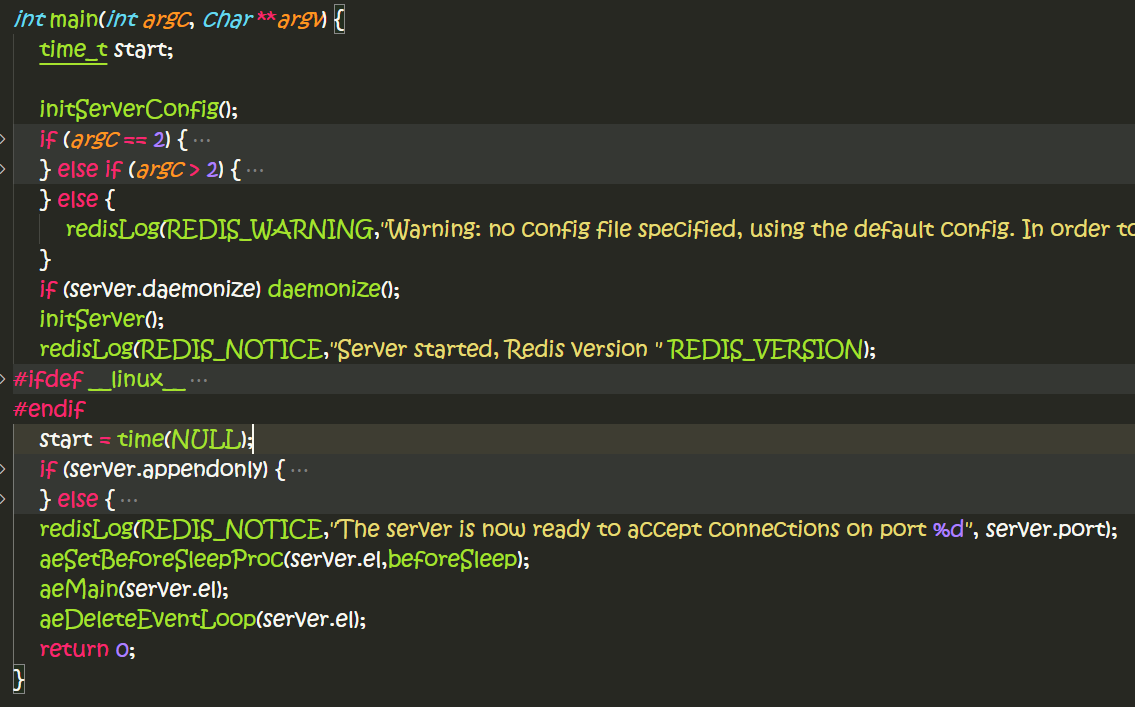 int main(int argc, char **argv) {
time_t start;
initServerConfig();
if (argc == 2) { ...
} else if (argc > 2) { ...
} else {
redisLog(REDIS_WARNING,"Warning: no config file specified, using the default config. In order to
}
if (server.daemonize) daemonize();
initServer();
redisLog(REDIS_NOTICE,"Server started, Redis version " REDIS_VERSION);
#ifdef __linux__ ...
#endif
start = time(NULL);
if (server.appendonly) { ...
} else { ...
redisLog(REDIS_NOTICE,"The server is now ready to accept connections on port %d", server.port);
aeSetBeforeSleepProc(server.el,beforeSleep);
aeMain(server.el);
aeDeleteEventLoop(server.el);
return 0;
}